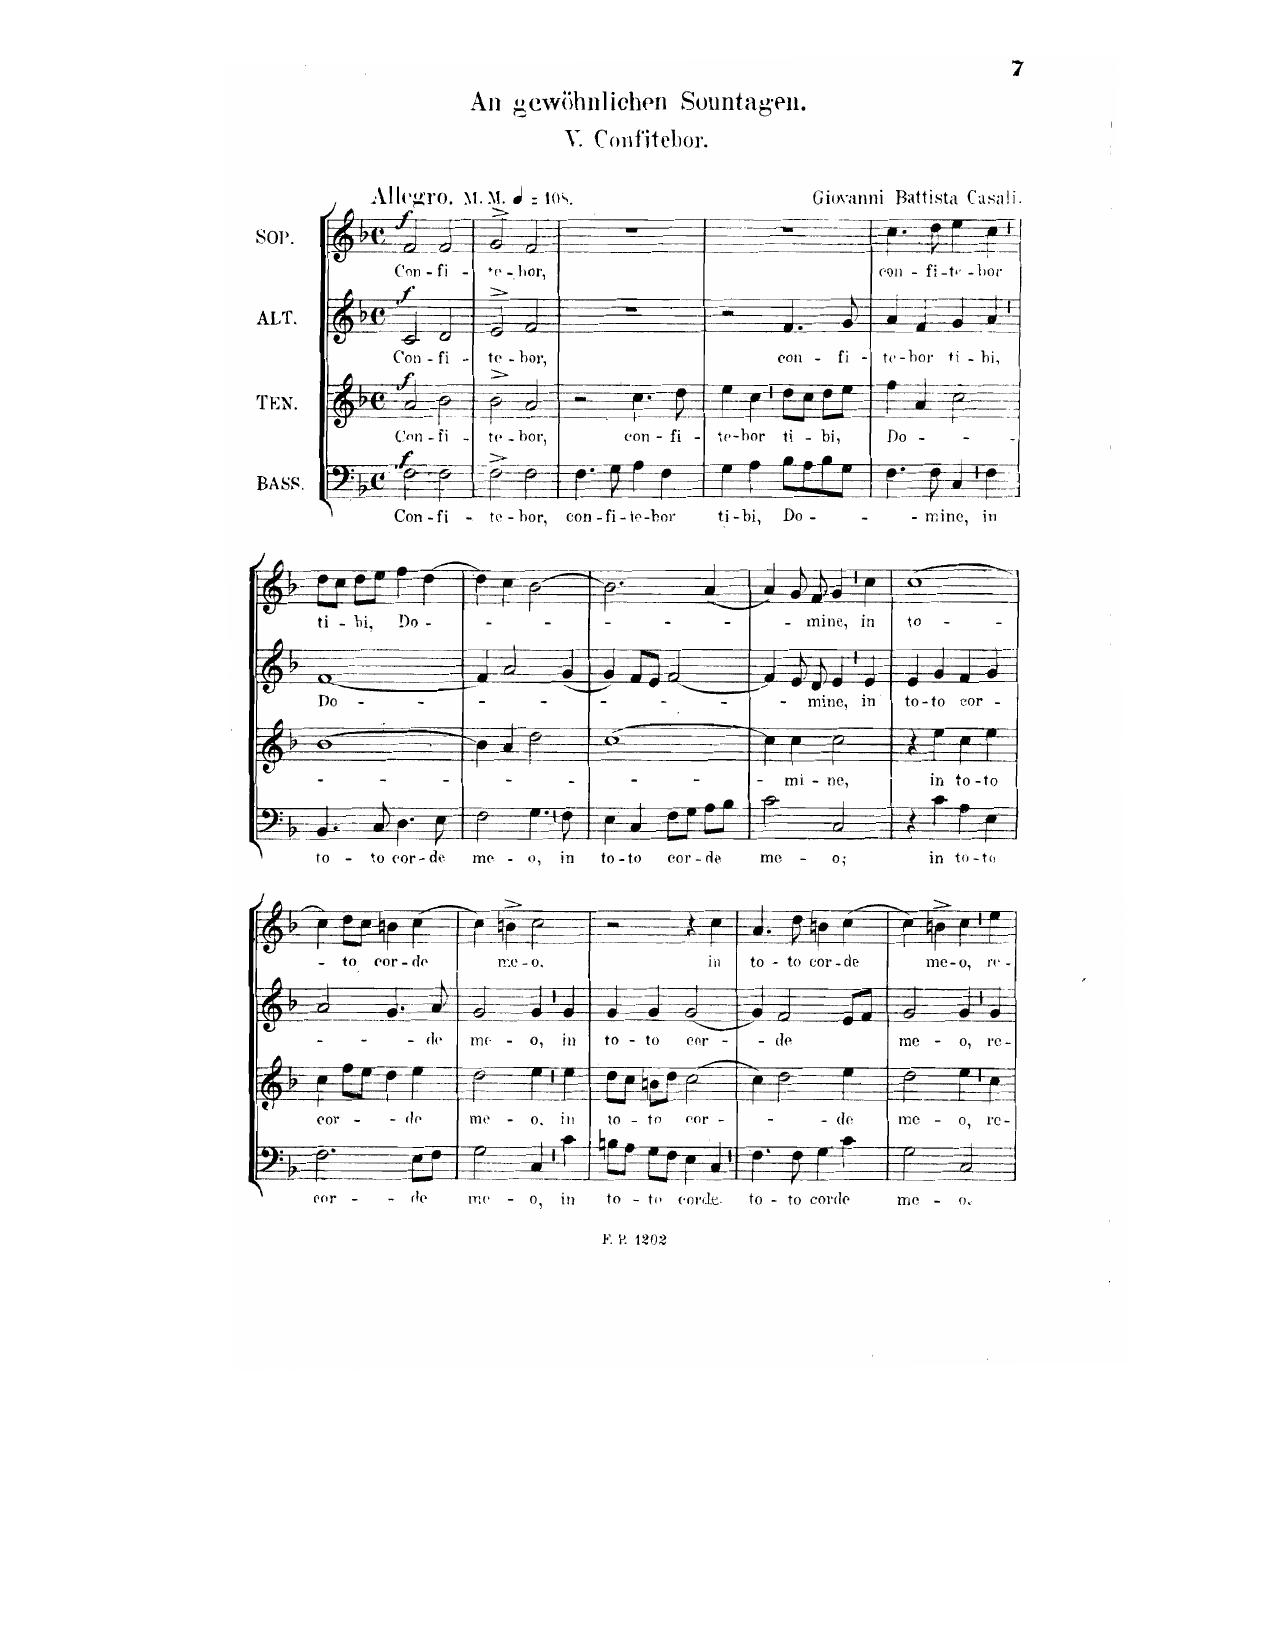 7
An gewöhnlichen Sonntagen.
V. Confitebor.
Allegro. M. M. = 108.
Giovanni Battista Casali.
SOP.
f
Con - fi - te - bor, con - fi - te - bor
ALT.
f
Con - fi - te - bor, con - fi - te - bor ti - bi,
TEN.
f
Con - fi - te - bor, con - fi - te - bor ti - bi, Do - - -
BASS.
f
Con - fi - te - bor, con - fi - te - bor ti - bi, Do - - - mine, in
ti - bi, Do - - - - - - - mine, in to - -
Do - - - - - - - - mine, in to - to cor -
- - - - - - - - mi - ne, in to - to
to - to cor - de me - o, in to - to cor - de me - o; in to - to
- to cor - de me - o. in to - to cor - de me - o, re -
- - - de me - o, in to - to cor - - de me - o, re -
cor - - de me - o. in to - to cor - - - de me - o, re -
cor - - de me - o, in to - to corde. to - to corde me - o.
F. P. 1202